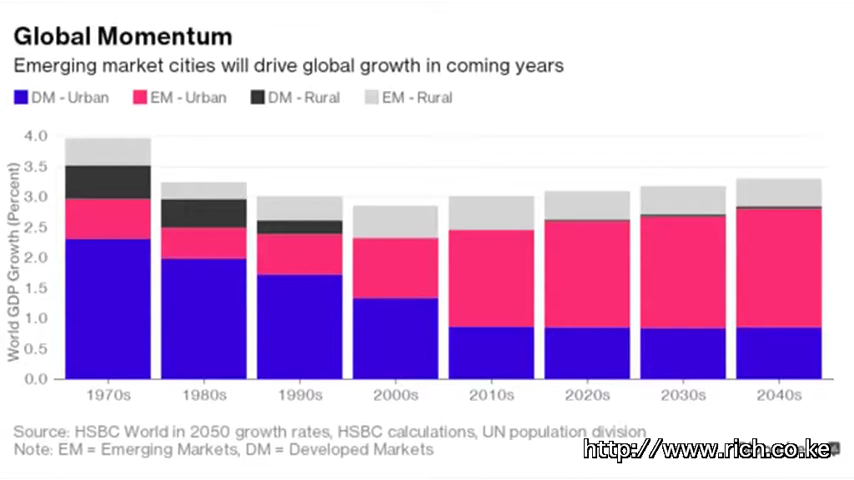 Global Momentum
Emerging market cities will drive global growth in coming years
DM - Urban EM - Urban DM - Rural EM - Rural
World GDP Growth (Percent)
4.0
3.5
3.0
2.5
2.0
1.5
1.0
0.5
0.0
1970s 1980s 1990s 2000s 2010s 2020s 2030s 2040s
Source: HSBC World in 2050 growth rates, HSBC calculations, UN population division
Note: EM = Emerging Markets, DM = Developed Markets
http://www.rich.co.ke